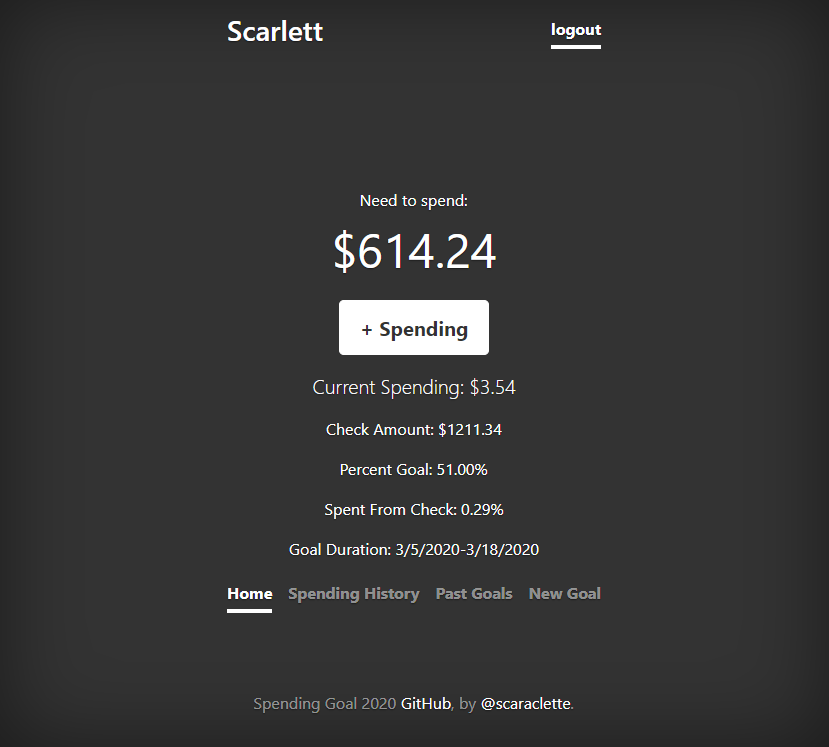 Scarlett logout
Need to spend:
$614.24
+ Spending
Current Spending: $3.54
Check Amount: $1211.34
Percent Goal: 51.00%
Spent From Check: 0.29%
Goal Duration: 3/5/2020-3/18/2020
Home Spending History Past Goals New Goal
Spending Goal 2020 GitHub, by @scaraclette.